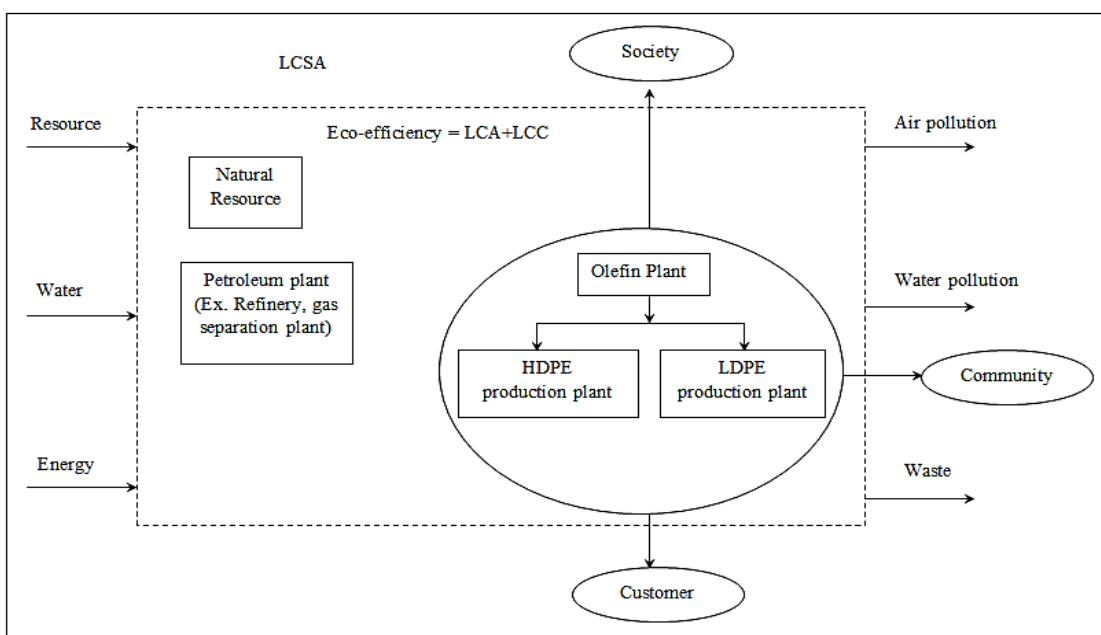 Society
LCSA
Resource
Eco-efficiency = LCA+LCC
Air pollution
Natural
Resource
Olefin Plant
Water
Petroleum plant
(Ex. Refinery, gas
separation plant)
Water pollution
HDPE
production plant
LDPE
production plant
Community
Energy
Waste
Customer